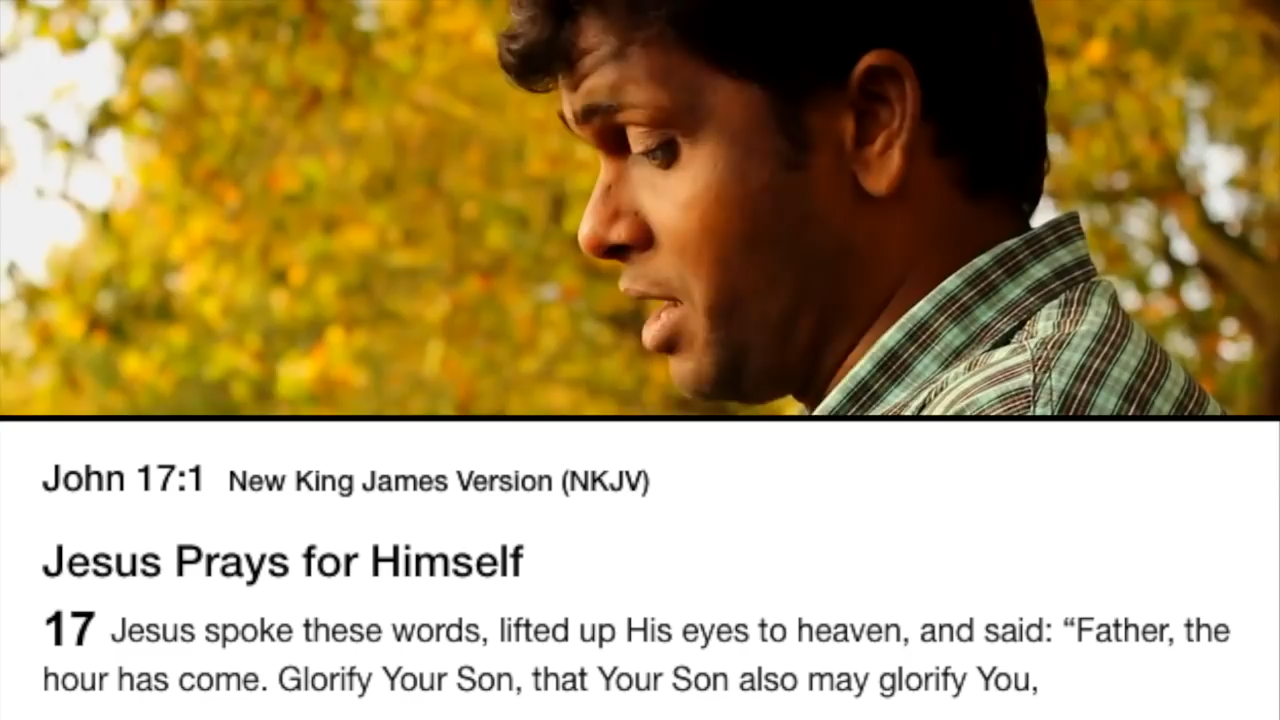 John 17:1 New King James Version (NKJV)
Jesus Prays for Himself
17 Jesus spoke these words, lifted up His eyes to heaven, and said: “Father, the
hour has come. Glorify Your Son, that Your Son also may glorify You,